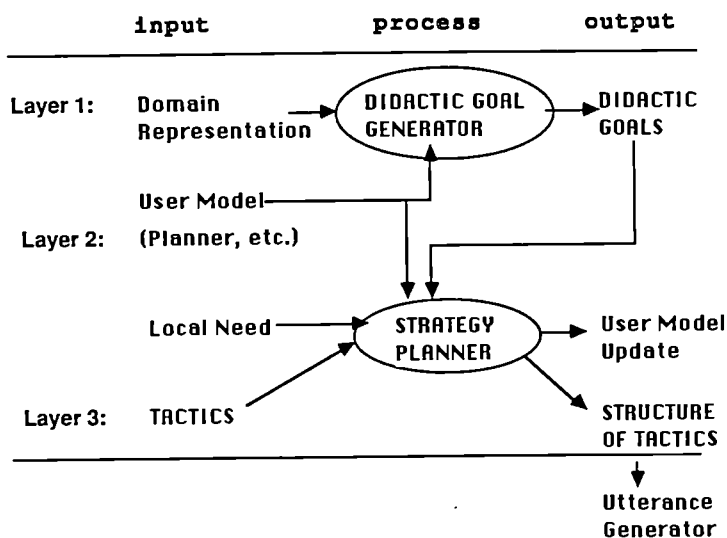 input process output
Layer 1: Domain Representation DIDACTIC GOAL GENERATOR DIDACTIC GOALS
User Model
Layer 2: (Planner, etc.)
Local Need STRATEGY PLANNER User Model Update
Layer 3: TACTICS STRUCTURE OF TACTICS
Utterance Generator